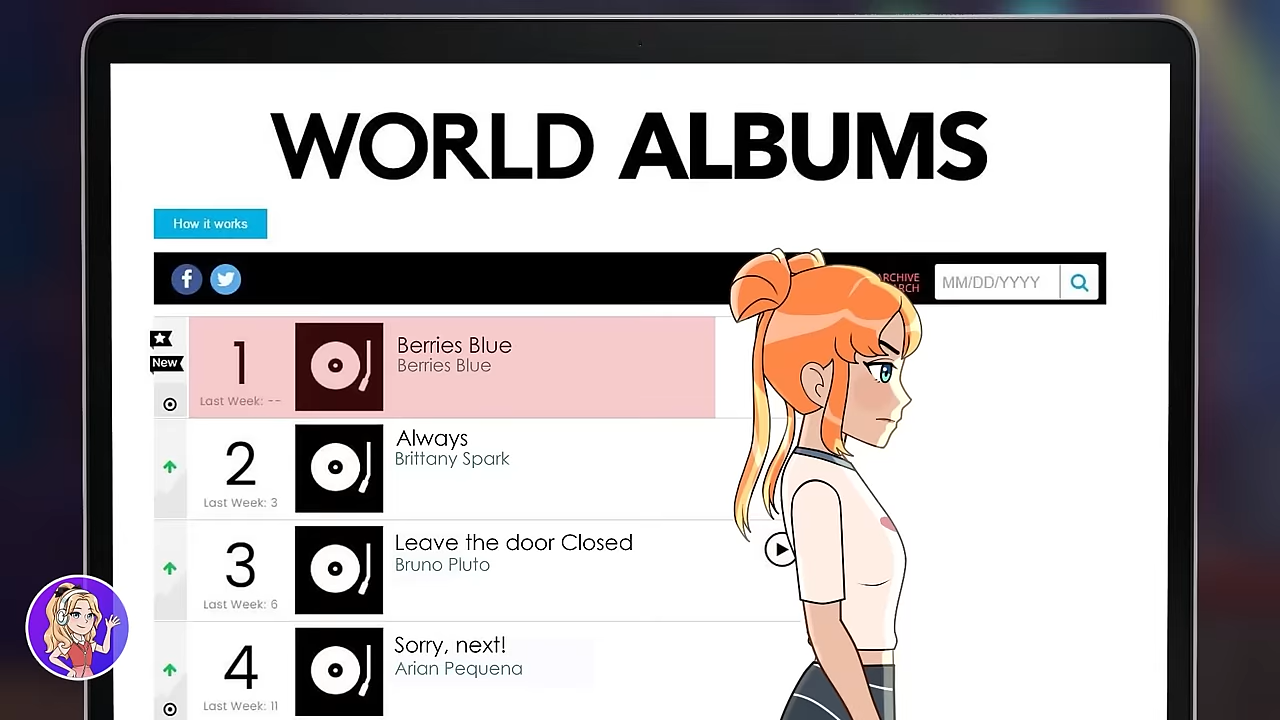 WORLD ALBUMS
How it works
f
ARCHIVE
RCH
MM/DD/YYYY
New
1
Last Week: --
Berries Blue
Berries Blue
2
Last Week: 3
Always
Brittany Spark
3
Last Week: 6
Leave the door Closed
Bruno Pluto
4
Last Week: 11
Sorry, next!
Arian Pequena